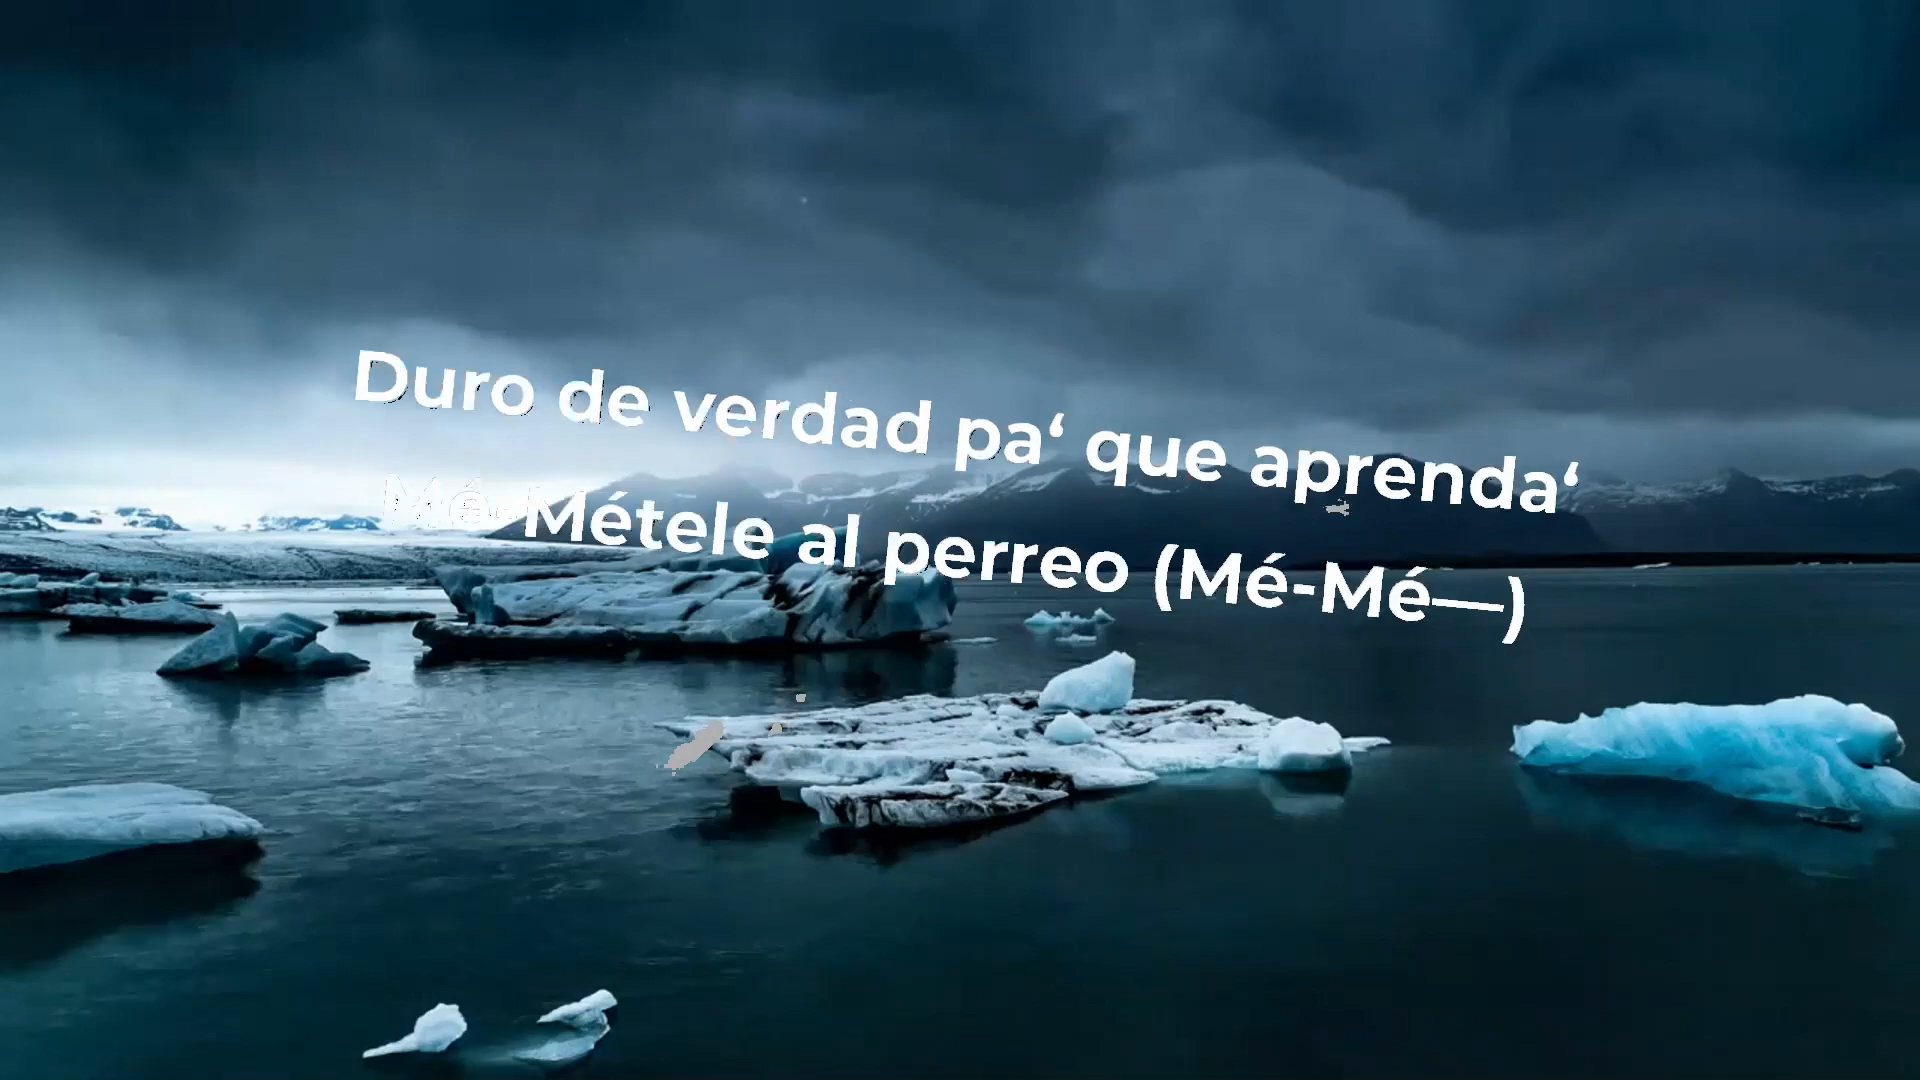 Duro de verdad pa‘ que aprenda‘
Mé-Métele al perreo (Mé-Mé—)